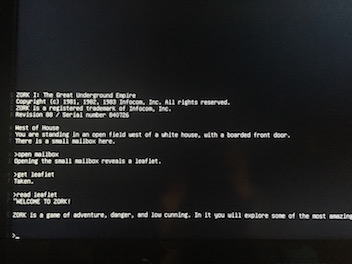 ZORK I: The Great Underground Empire
Copyright (c) 1981, 1982, 1983 Infocom, Inc. All rights reserved.
ZORK is a registered trademark of Infocom, Inc.
Revision 88 / Serial number 840726
West of House
You are standing in an open field west of a white house, with a boarded front door.
There is a small mailbox here.
>open mailbox
Opening the small mailbox reveals a leaflet.
>get leaflet
Taken.
>read leaflet
"WELCOME TO ZORK!
ZORK is a game of adventure, danger, and low cunning. In it you will explore some of the most amazing
>_